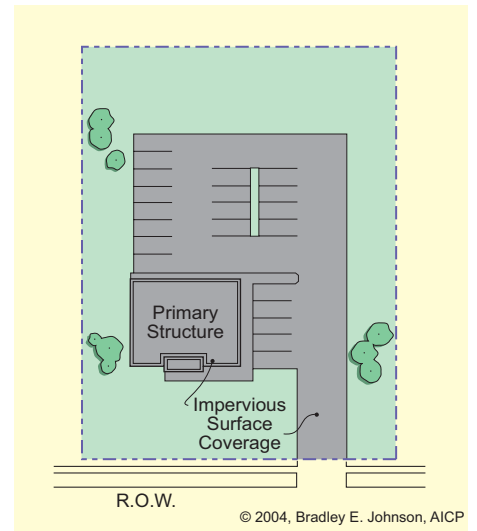 Primary
Structure
Impervious
Surface
Coverage
R.O.W.
© 2004, Bradley E. Johnson, AICP